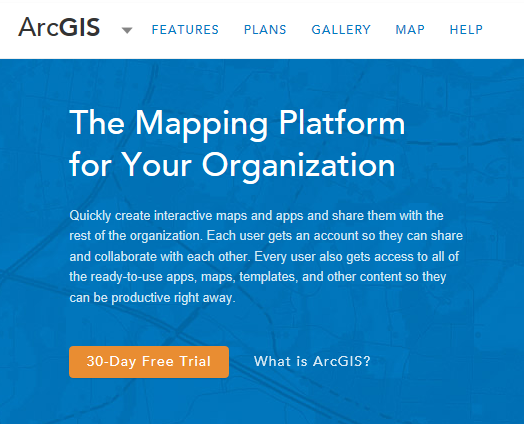 ArcGIS FEATURES PLANS GALLERY MAP HELP
The Mapping Platform
for Your Organization
Quickly create interactive maps and apps and share them with the
rest of the organization. Each user gets an account so they can share
and collaborate with each other. Every user also gets access to all of
the ready-to-use apps, maps, templates, and other content so they
can be productive right away.
30-Day Free Trial What is ArcGIS?